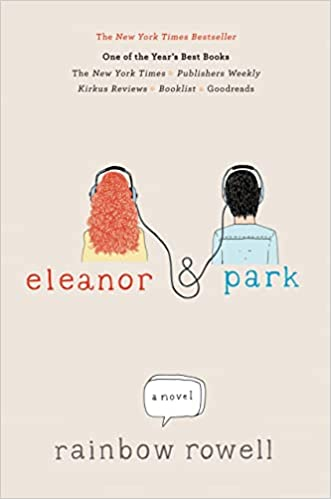 The New York Times Bestseller
One of the Year's Best Books
The New York Times • Publishers Weekly
Kirkus Reviews • Booklist • Goodreads
eleanor & park
a novel
rainbow rowell